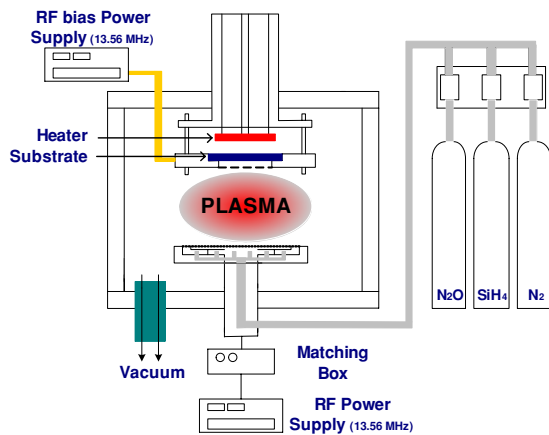 RF bias Power
Supply (13.56 MHz)
Heater
Substrate
PLASMA
N2O
SiH4
N2
Vacuum
Matching
Box
RF Power
Supply (13.56 MHz)